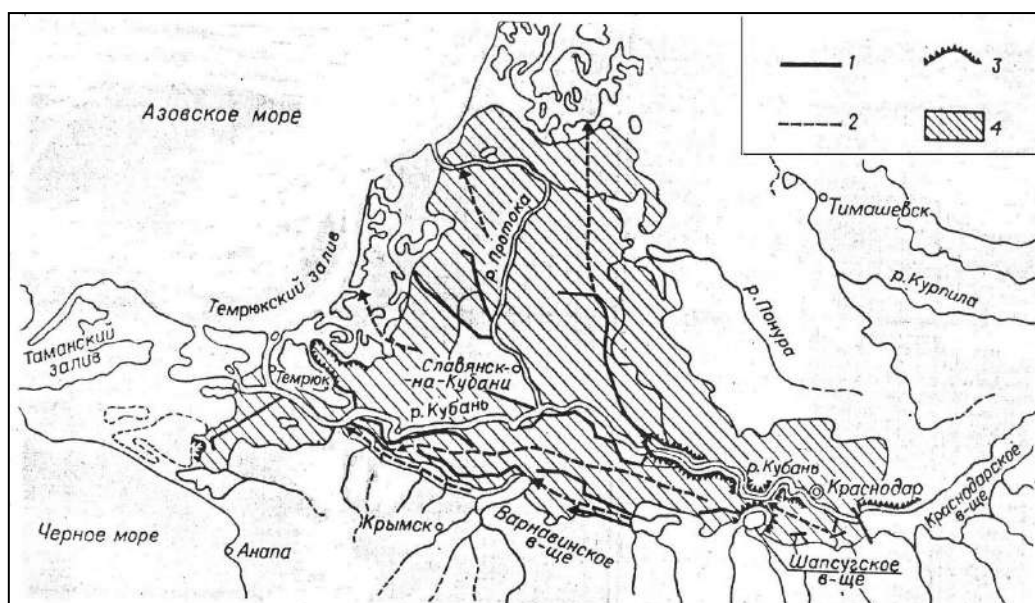 Азовское море
1
2
3
4
Тимашевск
р. Курпила
р. Понура
р. Протока
Темрюкский залив
Таманский
залив
Темрюк
Славянск-
на-Кубани
р. Кубань
р. Кубань
Краснодар
Краснодарское
в-ще
Крымск
Варнавинское
в-ще
Шапсугское
в-ще
Черное море
Анапа